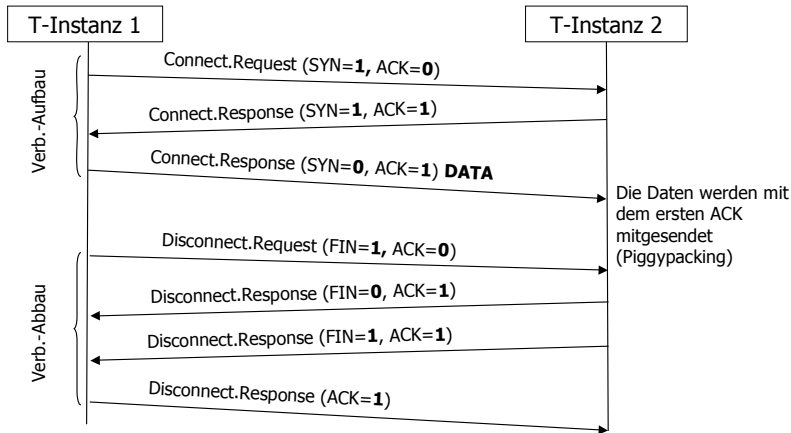 T-Instanz 1
T-Instanz 2
Verb.-Aufbau
Connect.Request (SYN=1, ACK=0)
Connect.Response (SYN=1, ACK=1)
Connect.Response (SYN=0, ACK=1) DATA
Die Daten werden mit
dem ersten ACK
mitgesendet
(Piggypacking)
Verb.-Abbau
Disconnect.Request (FIN=1, ACK=0)
Disconnect.Response (FIN=0, ACK=1)
Disconnect.Response (FIN=1, ACK=1)
Disconnect.Response (ACK=1)